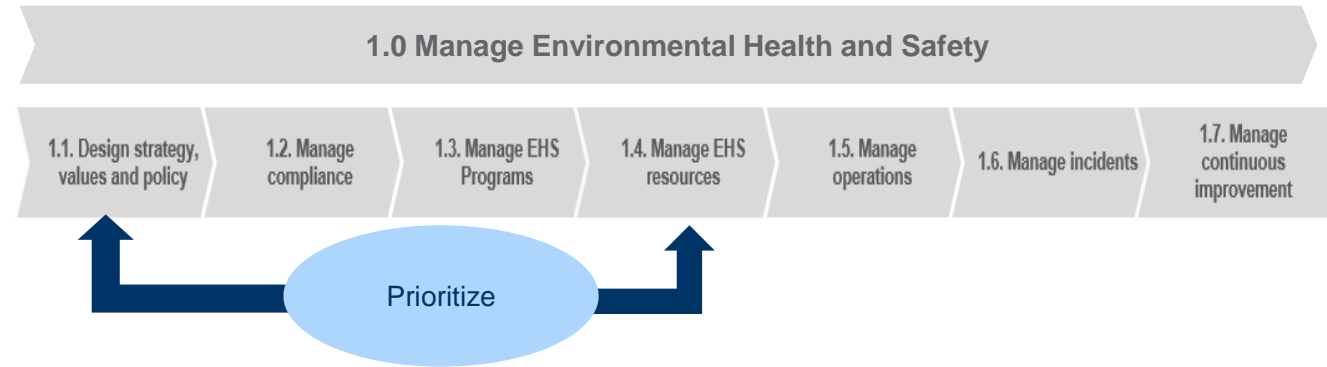 1.0 Manage Environmental Health and Safety
1.1. Design strategy,
values and policy
1.2. Manage
compliance
1.3. Manage EHS
Programs
1.4. Manage EHS
resources
1.5. Manage
operations
1.6. Manage incidents
1.7. Manage
continuous
improvement
Prioritize